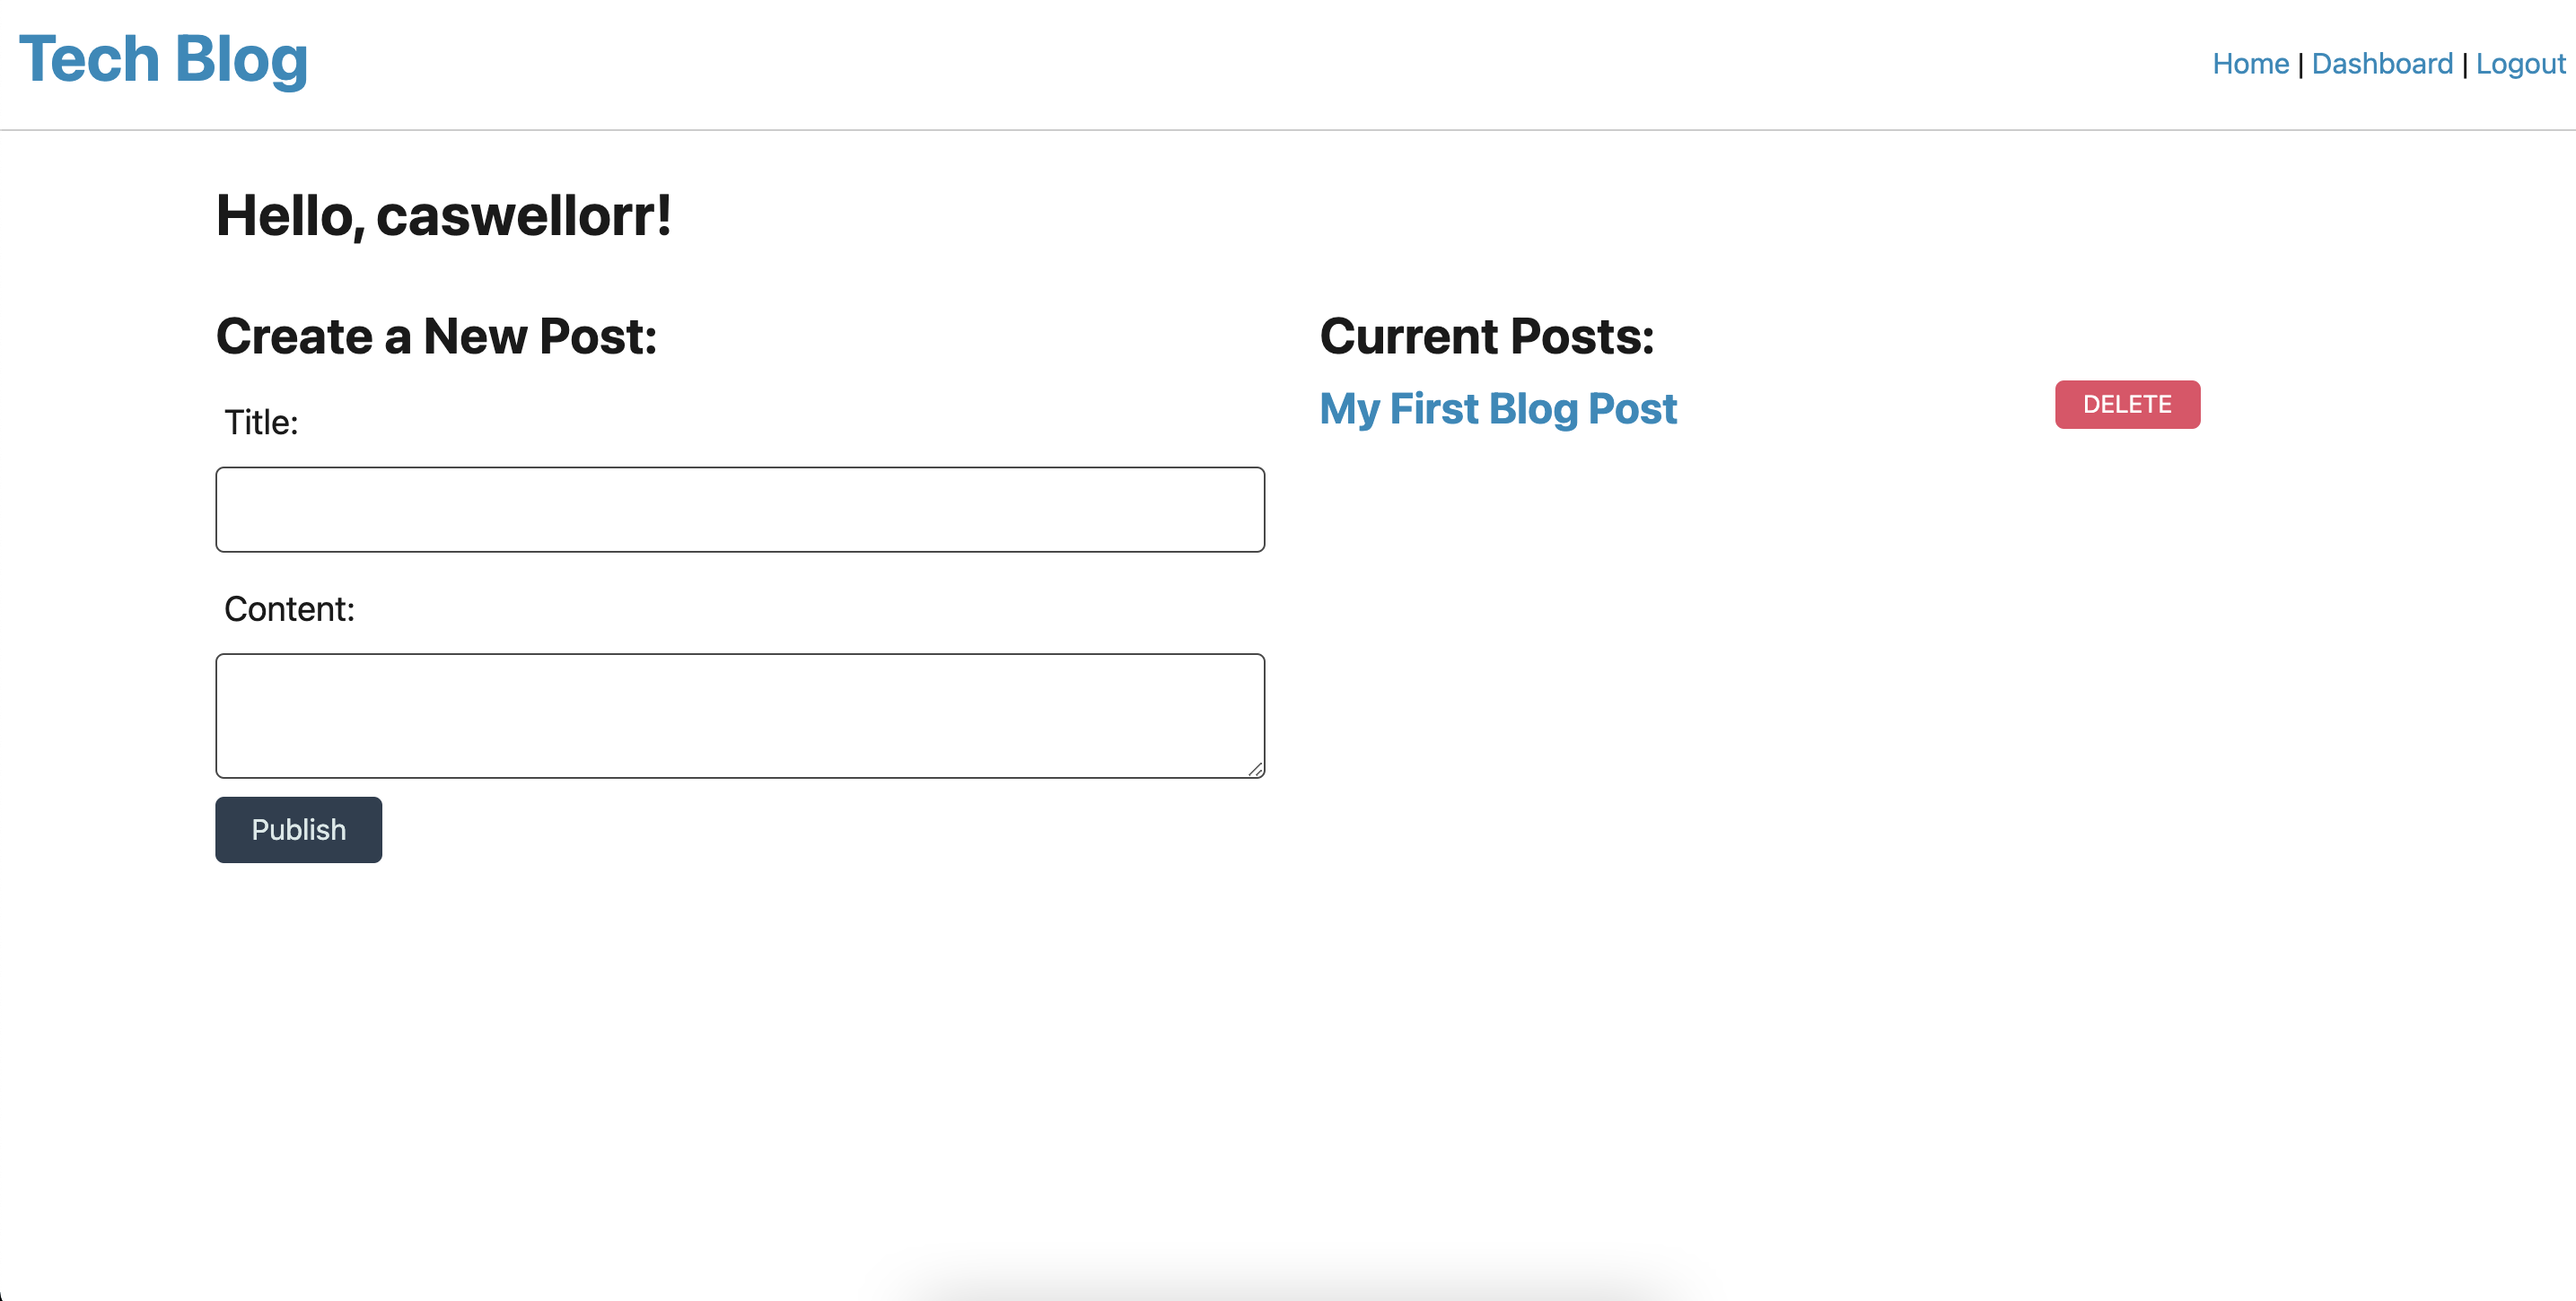 Tech Blog
Home | Dashboard | Logout
Hello, caswellorr!
Create a New Post:
Title:
Content:
Publish
Current Posts:
My First Blog Post
DELETE